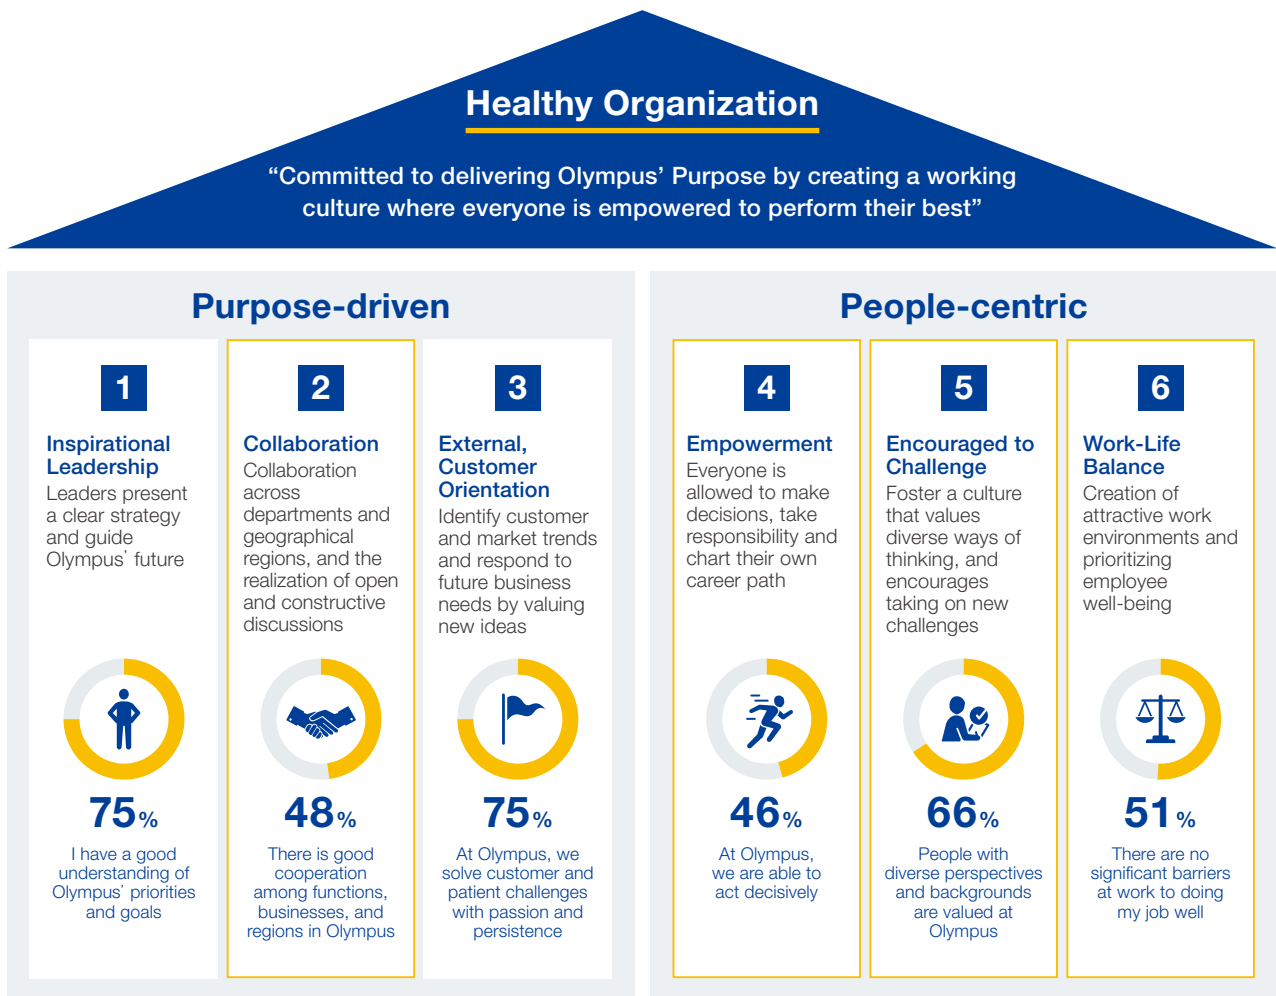 Healthy Organization
“Committed to delivering Olympus’ Purpose by creating a working
culture where everyone is empowered to perform their best”
Purpose-driven
1
Inspirational
Leadership
Leaders present
a clear strategy
and guide
Olympus’ future
75%
I have a good
understanding of
Olympus’ priorities
and goals
2
Collaboration
Collaboration
across
departments and
geographical
regions, and the
realization of open
and constructive
discussions
48%
There is good
cooperation
among functions,
businesses, and
regions in Olympus
3
External,
Customer
Orientation
Identify customer
and market trends
and respond to
future business
needs by valuing
new ideas
75%
At Olympus, we
solve customer and
patient challenges
with passion and
persistence
People-centric
4
Empowerment
Everyone is
allowed to make
decisions, take
responsibility and
chart their own
career path
46%
At Olympus,
we are able to
act decisively
5
Encouraged to
Challenge
Foster a culture
that values
diverse ways of
thinking, and
encourages
taking on new
challenges
66%
People with
diverse perspectives
and backgrounds
are valued at
Olympus
6
Work-Life
Balance
Creation of
attractive work
environments and
prioritizing
employee
well-being
51%
There are no
significant barriers
at work to doing
my job well